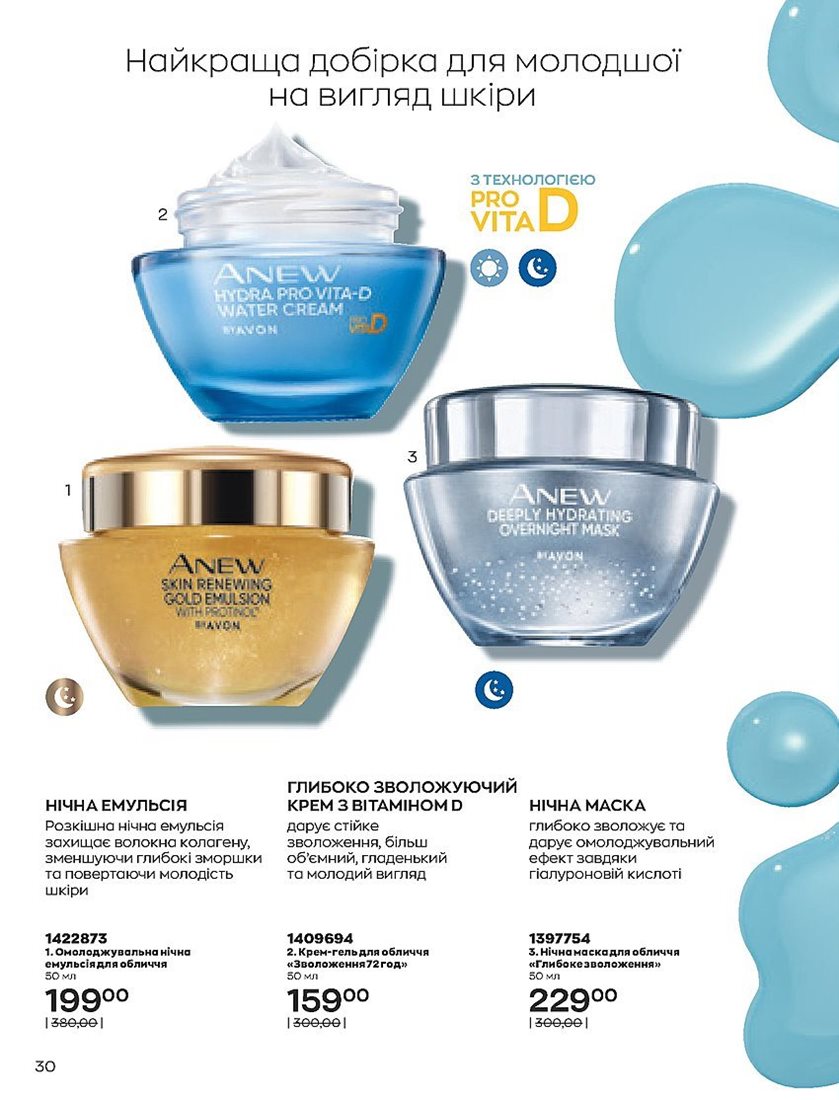 Найкраща добірка для молодшої
на вигляд шкіри
З ТЕХНОЛОГІЄЮ
PRO
VITA D
2
ANEW
HYDRA PRO VITA-D
WATER CREAM
BY AVON
PRO
VITA D
3
ANEW
DEEPLY HYDRATING
OVERNIGHT MASK
BY AVON
1
ANEW
SKIN RENEWING
GOLD EMULSION
WITH PROTINOL
BY AVON
НІЧНА ЕМУЛЬСІЯ
Розкішна нічна емульсія
захищає волокна колагену,
зменшуючи глибокі зморшки
та повертаючи молодість
шкіри
1422873
1. Омолоджувальна нічна
емульсія для обличчя
50 мл
199⁰⁰
| 380,00 |
ГЛИБОКО ЗВОЛОЖУЮЧИЙ
КРЕМ З ВІТАМІНОМ D
дарує стійке
зволоження, більш
об'ємний, гладенький
та молодий вигляд
1409694
2. Крем-гель для обличчя
«Зволоження 72 год»
50 мл
159⁰⁰
| 300,00 |
НІЧНА МАСКА
глибоко зволожує та
дарує омолоджувальний
ефект завдяки
гіалуроновій кислоті
1397754
3. Нічна маска для обличчя
«Глибоке зволоження»
50 мл
229⁰⁰
| 300,00 |
30